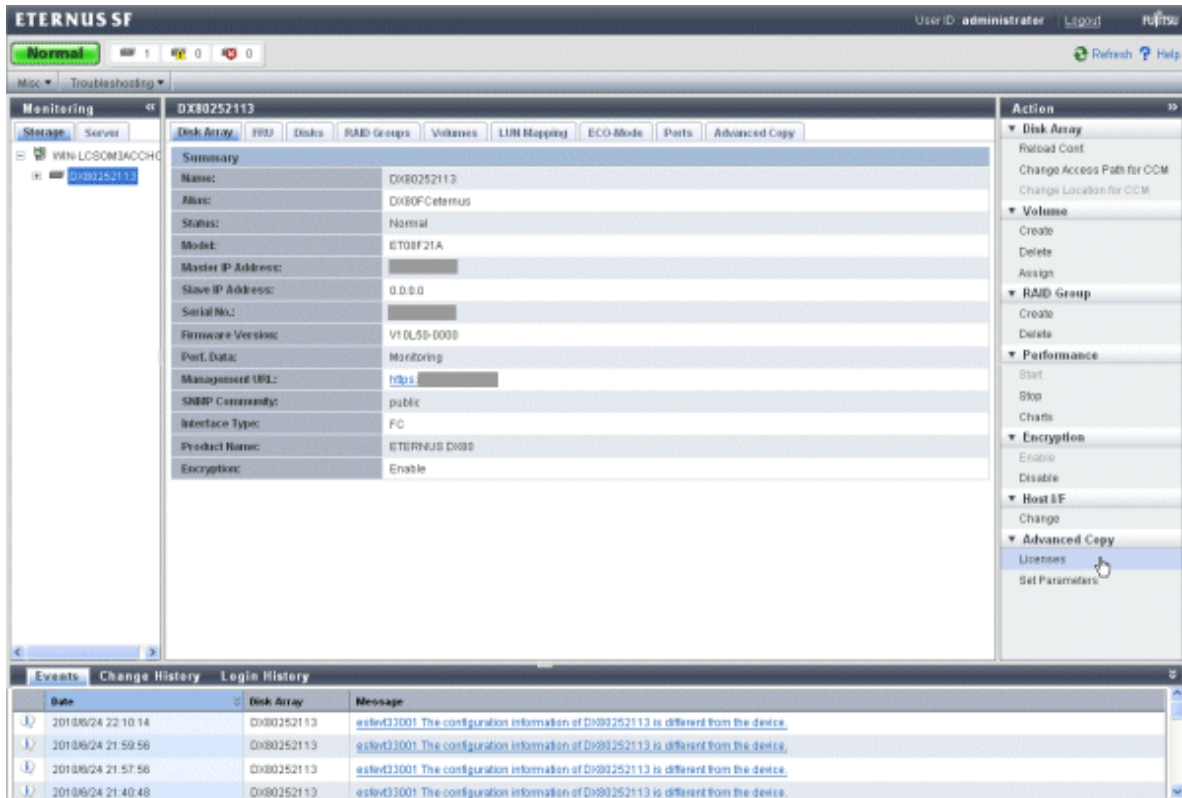 ETERNUS SF
UserID: administrator Logout FUJITSU
Normal 1 0 0 Refresh ? Help
Misc Troubleshooting
Monitoring
Storage Server
WIN-LCSOM3ACCHC
DX80252113
DX80252113
Disk Array FRU Disks RAID Groups Volumes LUN Mapping ECO-Mode Ports Advanced Copy
Summary
Name: DX80252113
Alias: DX80FCeternus
Status: Normal
Model: ET08F21A
Master IP Address:
Slave IP Address: 0.0.0.0
Serial No.:
Firmware Version: V10L50-0000
Perf. Data: Monitoring
Management URL: https:
SNMP Community: public
Interface Type: FC
Product Name: ETERNUS DX80
Encryption: Enable
Action
Disk Array
Reload Conf.
Change Access Path for CCM
Change Location for CCM
Volume
Create
Delete
Assign
RAID Group
Create
Delete
Performance
Start
Stop
Charts
Encryption
Enable
Disable
Host I/F
Change
Advanced Copy
Licenses
Set Parameters
Events Change History Login History
Date Disk Array Message
2010/6/24 22:10:14 DX80252113 esfevt33001 The configuration information of DX80252113 is different from the device.
2010/6/24 21:59:56 DX80252113 esfevt33001 The configuration information of DX80252113 is different from the device.
2010/6/24 21:57:56 DX80252113 esfevt33001 The configuration information of DX80252113 is different from the device.
2010/6/24 21:40:48 DX80252113 esfevt33001 The configuration information of DX80252113 is different from the device.